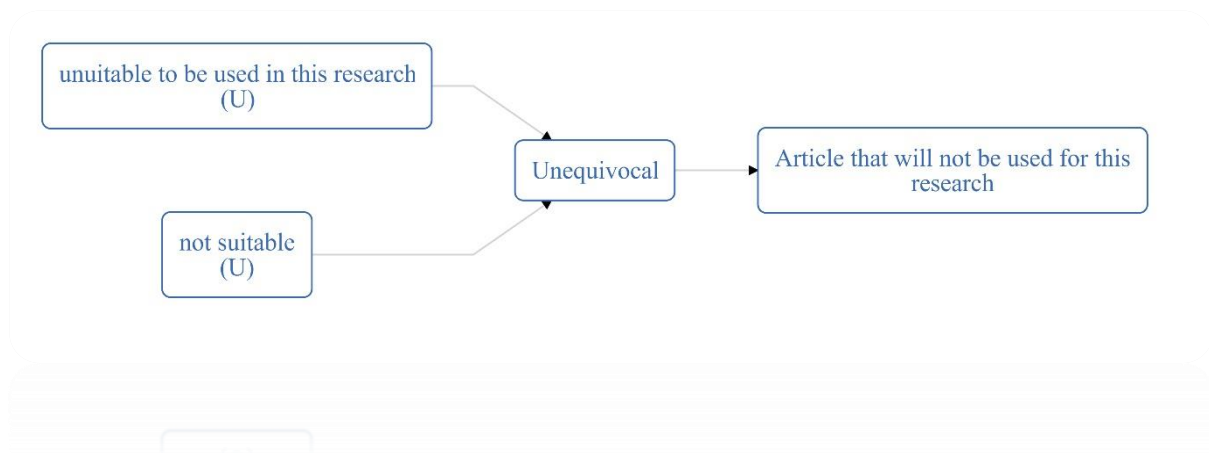 unuitable to be used in this research
(U)
Unequivocal
Article that will not be used for this
research
not suitable
(U)